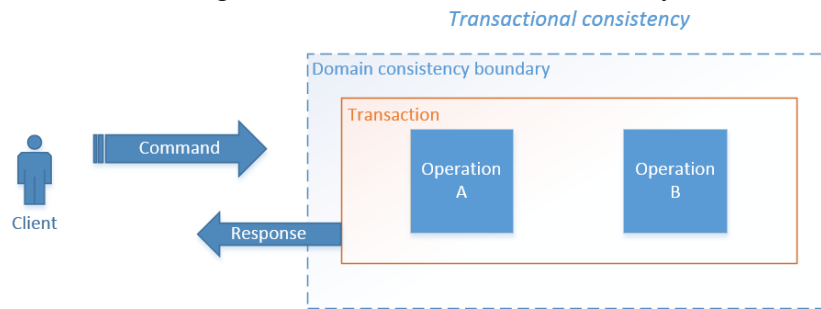 Transactional consistency
Domain consistency boundary
Transaction
Command
Operation
A
Operation
B
Client
Response